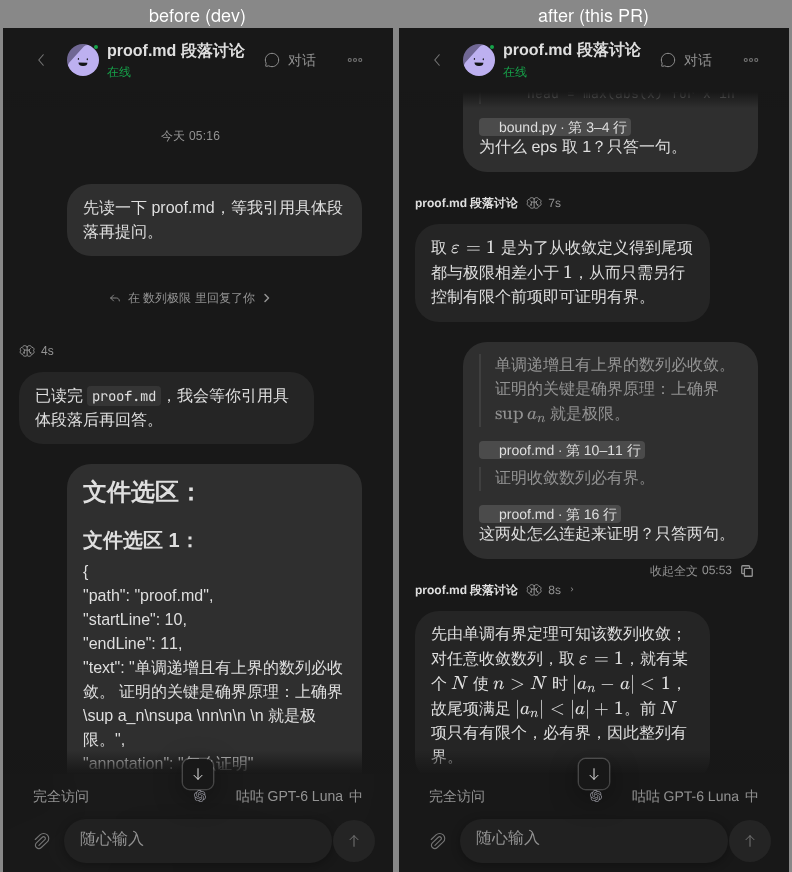 before (dev)
proof.md 段落讨论
对话
在线
今天 05:16
先读一下 proof.md，等我引用具体段
落再提问。
在 数列极限 里回复了你
4s
已读完 proof.md，我会等你引用具
体段落后再回答。
文件选区：
文件选区 1：
{
"path": "proof.md",
"startLine": 10,
"endLine": 11,
"text": "单调递增且有上界的数列必收
敛。 证明的关键是确界原理：上确界
\sup a_n\nsupa \nn\n\n \n 就是极
限。",
完全访问
咕咕 GPT-6 Luna 中
随心输入
after (this PR)
proof.md 段落讨论
对话
在线
head = max(abs(x) for x in
bound.py · 第 3–4 行
为什么 eps 取 1？只答一句。
proof.md 段落讨论 7s
取 ε = 1 是为了从收敛定义得到尾项
都与极限相差小于 1，从而只需另行
控制有限个前项即可证明有界。
单调递增且有上界的数列必收敛。
证明的关键是确界原理：上确界
sup aₙ 就是极限。
proof.md · 第 10–11 行
证明收敛数列必有界。
proof.md · 第 16 行
这两处怎么连起来证明？只答两句。
收起全文 05:53
proof.md 段落讨论 8s
先由单调有界定理可知该数列收敛；
对任意收敛数列，取 ε = 1，就有某
个 N 使 n > N 时 |aₙ − a| < 1，
故尾项满足 |aₙ| < |a| + 1。前 N
项只有有限个，必有界，因此整列有
界。
完全访问
咕咕 GPT-6 Luna 中
随心输入